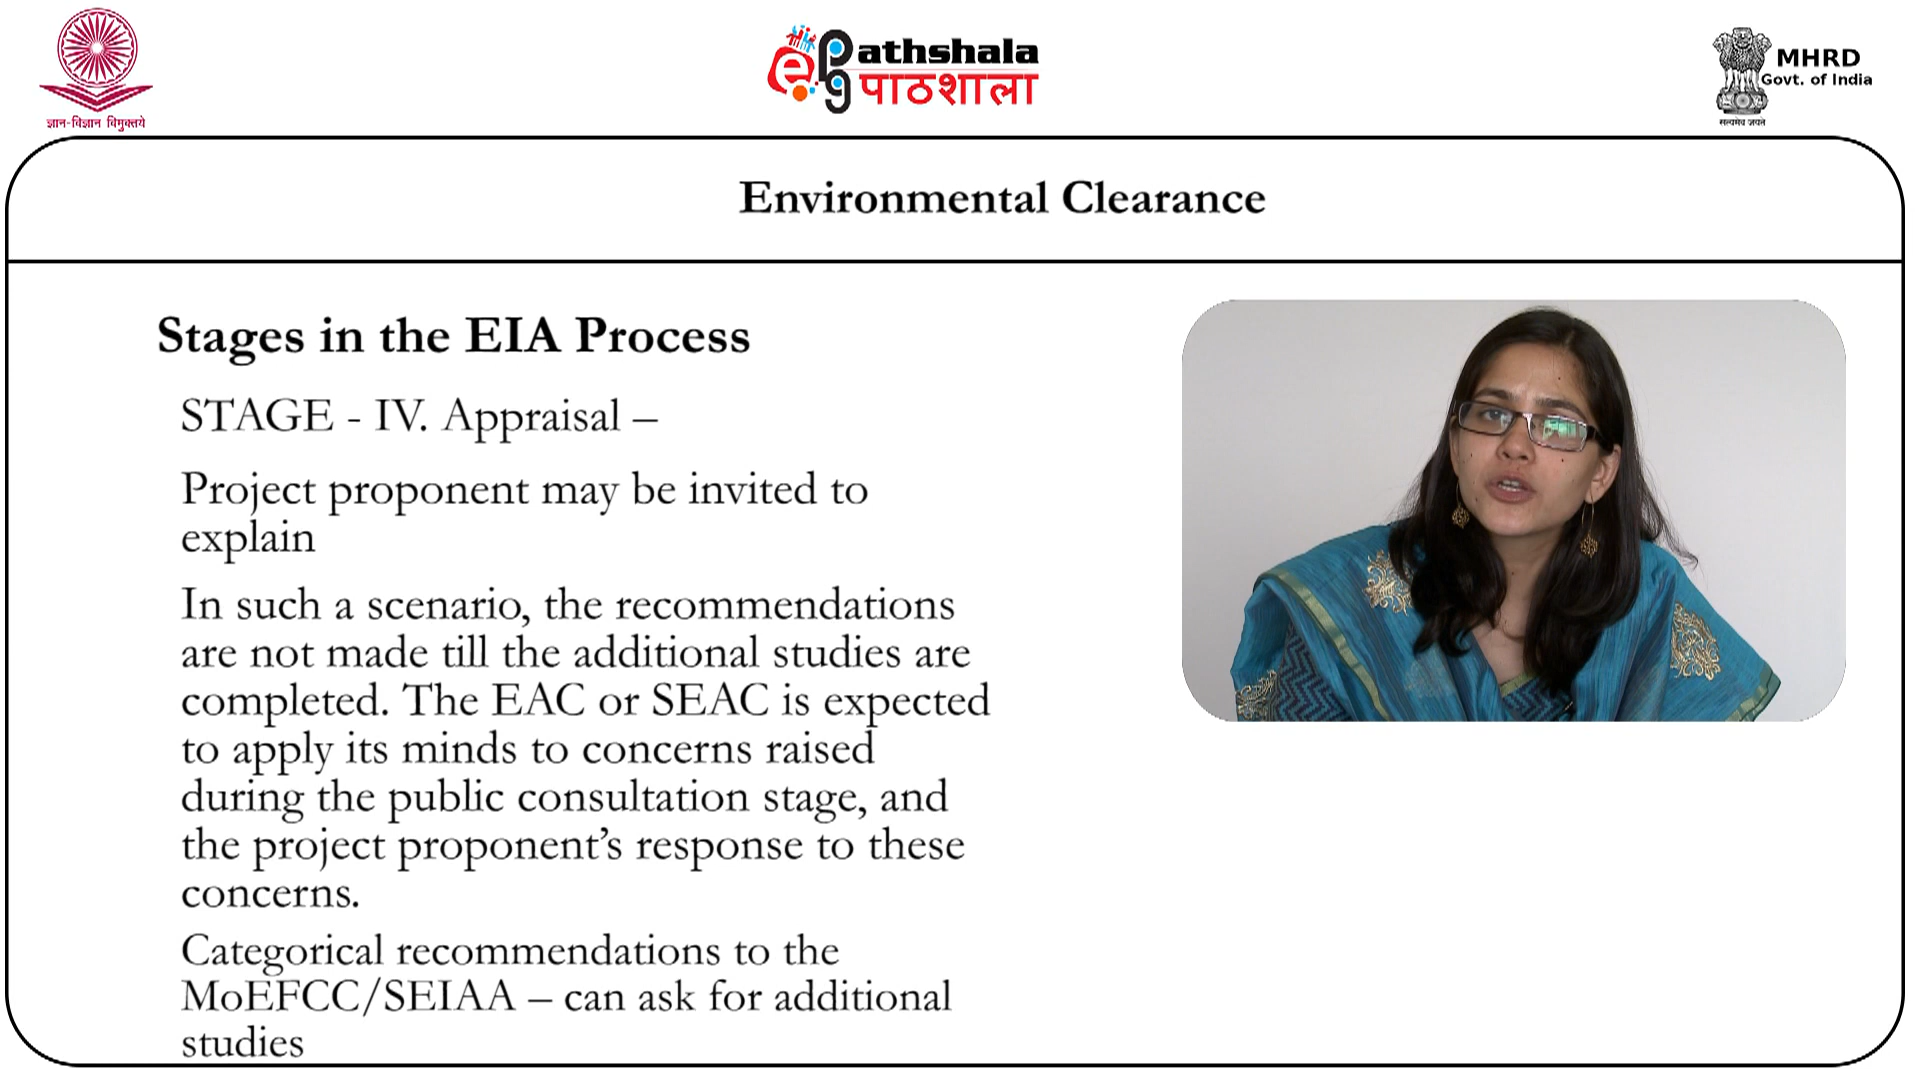 ज्ञान-विज्ञान विमुक्तये
ePG Pathshala
पाठशाला
MHRD
Govt. of India
सत्यमेव जयते
Environmental Clearance
Stages in the EIA Process
STAGE - IV. Appraisal –
Project proponent may be invited to
explain
In such a scenario, the recommendations
are not made till the additional studies are
completed. The EAC or SEAC is expected
to apply its minds to concerns raised
during the public consultation stage, and
the project proponent’s response to these
concerns.
Categorical recommendations to the
MoEFCC/SEIAA – can ask for additional
studies